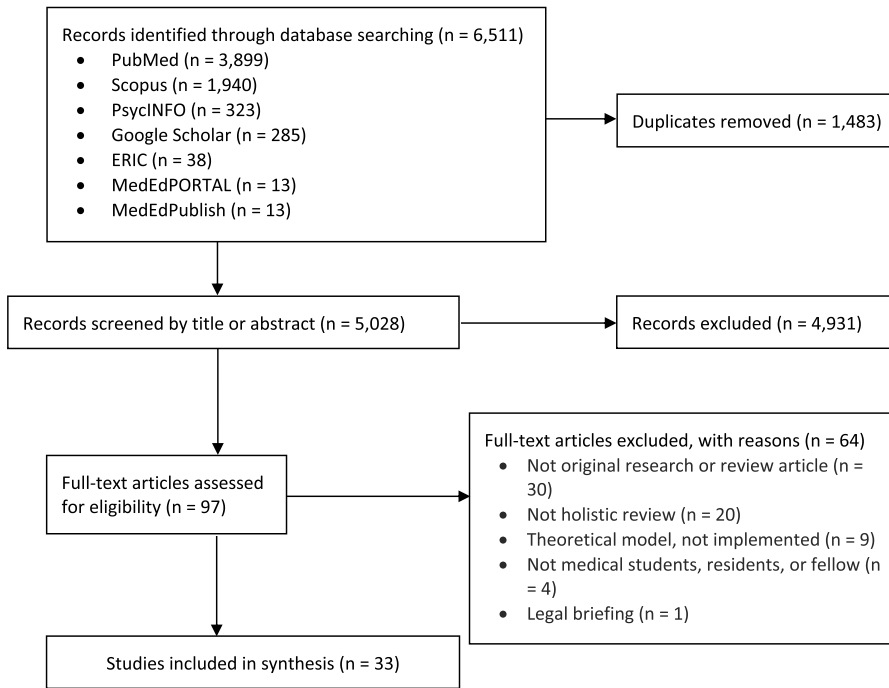 Records identified through database searching (n = 6,511)
• PubMed (n = 3,899)
• Scopus (n = 1,940)
• PsycINFO (n = 323)
• Google Scholar (n = 285)
• ERIC (n = 38)
• MedEdPORTAL (n = 13)
• MedEdPublish (n = 13)
Duplicates removed (n = 1,483)
Records screened by title or abstract (n = 5,028)
Records excluded (n = 4,931)
Full-text articles assessed
for eligibility (n = 97)
Full-text articles excluded, with reasons (n = 64)
• Not original research or review article (n =
30)
• Not holistic review (n = 20)
• Theoretical model, not implemented (n = 9)
• Not medical students, residents, or fellow (n
= 4)
• Legal briefing (n = 1)
Studies included in synthesis (n = 33)